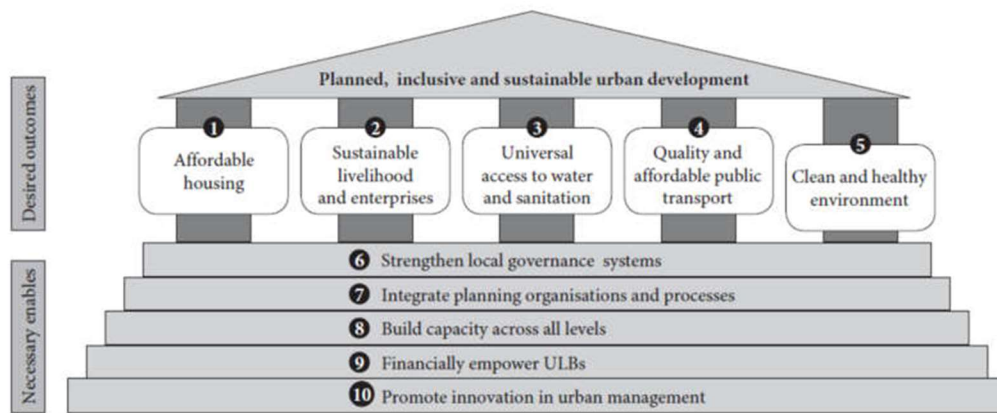 Planned, inclusive and sustainable urban development
Desired outcomes
1
Affordable
housing
2
Sustainable
livelihood
and enterprises
3
Universal
access to water
and sanitation
4
Quality and
affordable public
transport
5
Clean and healthy
environment
Necessary enables
6 Strengthen local governance systems
7 Integrate planning organisations and processes
8 Build capacity across all levels
9 Financially empower ULBs
10 Promote innovation in urban management